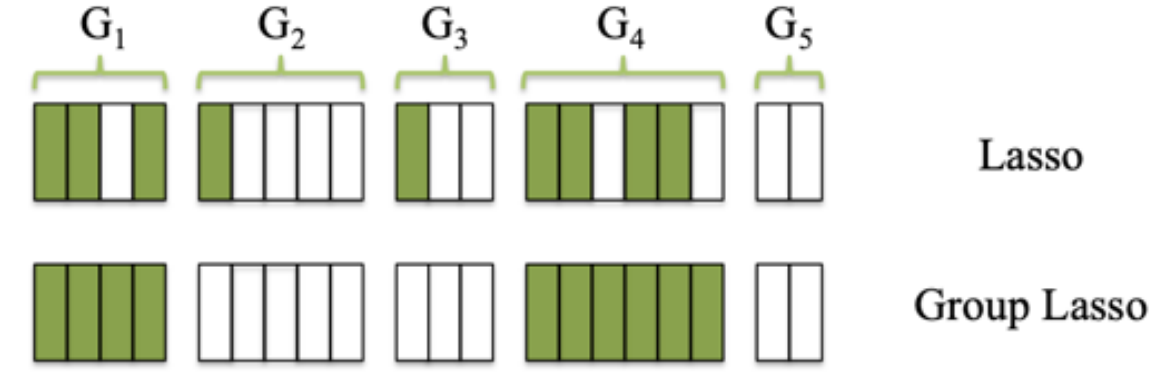 G₁ G₂ G₃ G₄ G₅
Lasso
Group Lasso